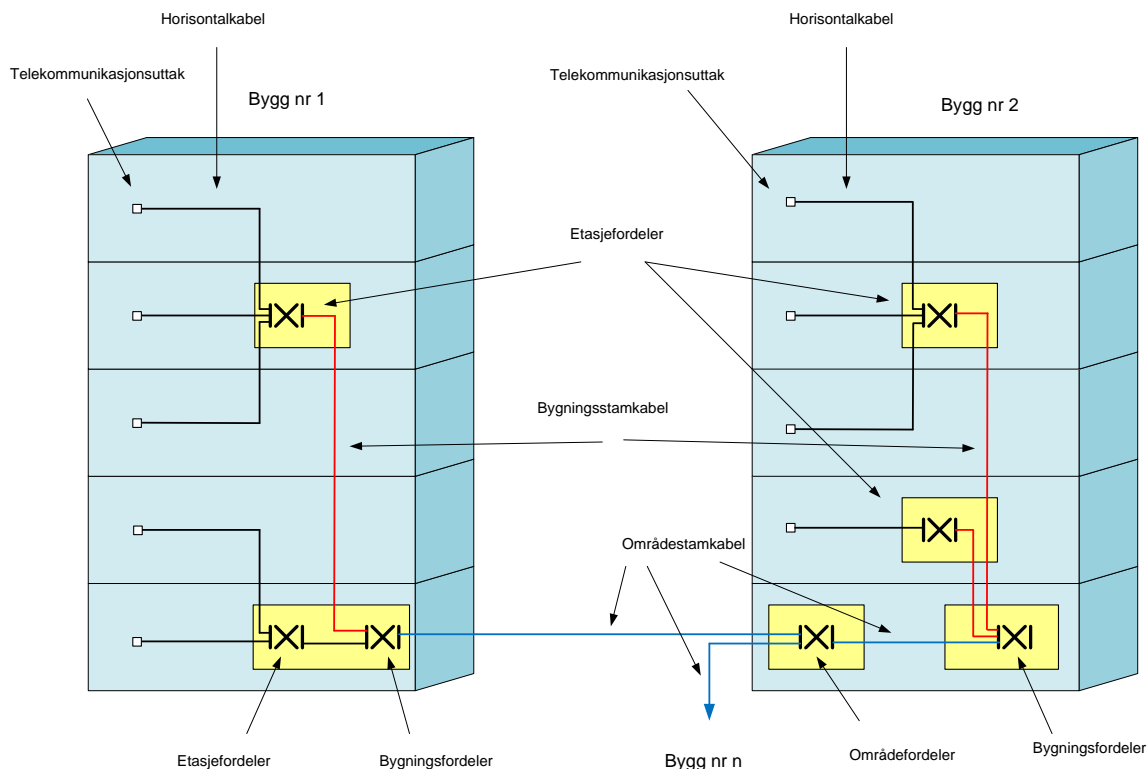 Horisontalkabel
Horisontalkabel
Telekommunikasjonsuttak
Telekommunikasjonsuttak
Bygg nr 1
Bygg nr 2
Etasjefordeler
Bygningsstamkabel
Områdestamkabel
Etasjefordeler
Bygningsfordeler
Bygg nr n
Områdefordeler
Bygningsfordeler